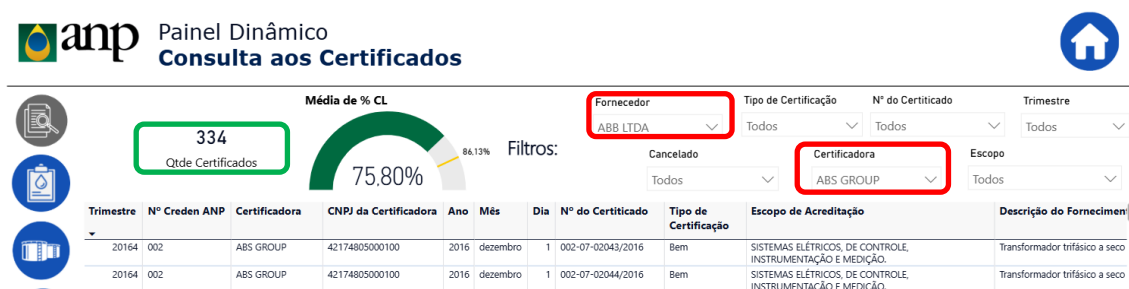 anp
Painel Dinâmico
Consulta aos Certificados
Média de % CL
334
Qtde Certificados
75,80%
86,13%
Filtros:
Fornecedor
ABB LTDA
Tipo de Certificação
Todos
N° do Certiticado
Todos
Trimestre
Todos
Cancelado
Todos
Certificadora
ABS GROUP
Escopo
Todos
Trimestre N° Creden ANP Certificadora CNPJ da Certificadora Ano Mês Dia N° do Certiticado Tipo de Certificação Escopo de Acreditação Descrição do Fornecimen
20164 002 ABS GROUP 42174805000100 2016 dezembro 1 002-07-02043/2016 Bem SISTEMAS ELÉTRICOS, DE CONTROLE, Transformador trifásico a seco
INSTRUMENTAÇÃO E MEDIÇÃO.
20164 002 ABS GROUP 42174805000100 2016 dezembro 1 002-07-02044/2016 Bem SISTEMAS ELÉTRICOS, DE CONTROLE, Transformador trifásico a seco
INSTRUMENTAÇÃO E MEDIÇÃO.